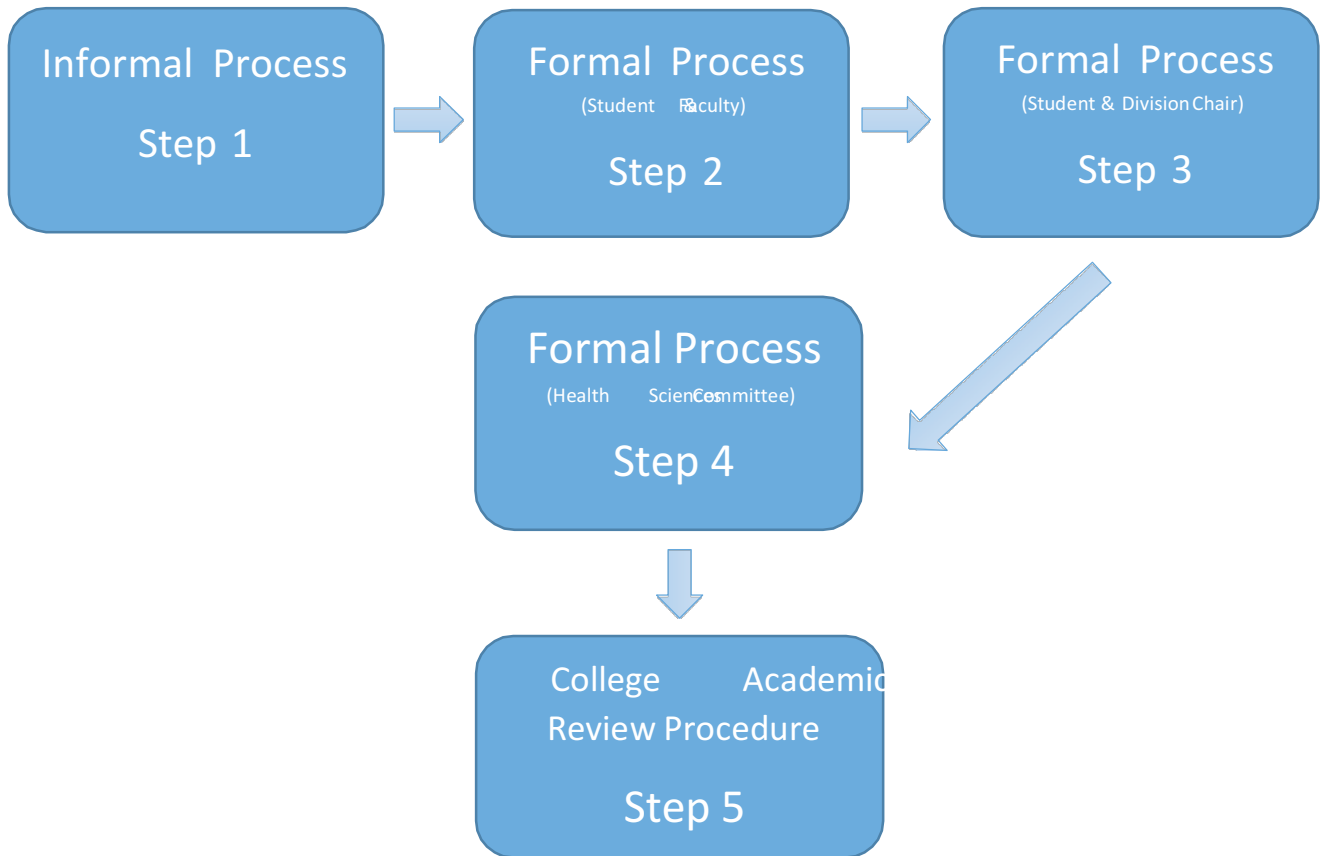 Informal Process
Step 1
Formal Process
(Student & Faculty)
Step 2
Formal Process
(Student & Division Chair)
Step 3
Formal Process
(Health Sciences Committee)
Step 4
College Academic
Review Procedure
Step 5